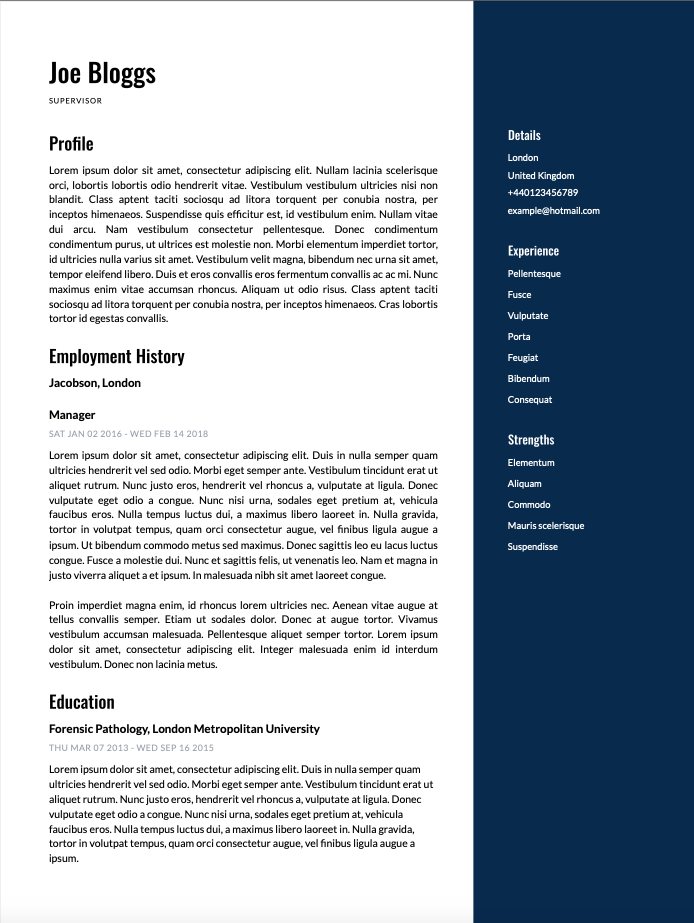 Joe Bloggs
SUPERVISOR
Profile
Lorem ipsum dolor sit amet, consectetur adipiscing elit. Nullam lacinia scelerisque
orci, lobortis lobortis odio hendrerit vitae. Vestibulum vestibulum ultricies nisi non
blandit. Class aptent taciti sociosqu ad litora torquent per conubia nostra, per
inceptos himenaeos. Suspendisse quis efficitur est, id vestibulum enim. Nullam vitae
dui arcu. Nam vestibulum consectetur pellentesque. Donec condimentum
condimentum purus, ut ultrices est molestie non. Morbi elementum imperdiet tortor,
id ultricies nulla varius sit amet. Vestibulum velit magna, bibendum nec urna sit amet,
tempor eleifend libero. Duis et eros convallis eros fermentum convallis ac ac mi. Nunc
maximus enim vitae accumsan rhoncus. Aliquam ut odio risus. Class aptent taciti
sociosqu ad litora torquent per conubia nostra, per inceptos himenaeos. Cras lobortis
tortor id egestas convallis.
Employment History
Jacobson, London
Manager
SAT JAN 02 2016 - WED FEB 14 2018
Lorem ipsum dolor sit amet, consectetur adipiscing elit. Duis in nulla semper quam
ultricies hendrerit vel sed odio. Morbi eget semper ante. Vestibulum tincidunt erat ut
aliquet rutrum. Nunc justo eros, hendrerit vel rhoncus a, vulputate at ligula. Donec
vulputate eget odio a congue. Nunc nisi urna, sodales eget pretium at, vehicula
faucibus eros. Nulla tempus luctus dui, a maximus libero laoreet in. Nulla gravida,
tortor in volutpat tempus, quam orci consectetur augue, vel finibus ligula augue a
ipsum. Ut bibendum commodo metus sed maximus. Donec sagittis leo eu lacus luctus
congue. Fusce a molestie dui. Nunc et sagittis felis, ut venenatis leo. Nam et magna in
justo viverra aliquet a et ipsum. In malesuada nibh sit amet laoreet congue.
Proin imperdiet magna enim, id rhoncus lorem ultricies nec. Aenean vitae augue at
tellus convallis semper. Etiam ut sodales dolor. Donec at augue tortor. Vivamus
vestibulum accumsan malesuada. Pellentesque aliquet semper tortor. Lorem ipsum
dolor sit amet, consectetur adipiscing elit. Integer malesuada enim id interdum
vestibulum. Donec non lacinia metus.
Education
Forensic Pathology, London Metropolitan University
THU MAR 07 2013 - WED SEP 16 2015
Lorem ipsum dolor sit amet, consectetur adipiscing elit. Duis in nulla semper quam
ultricies hendrerit vel sed odio. Morbi eget semper ante. Vestibulum tincidunt erat ut
aliquet rutrum. Nunc justo eros, hendrerit vel rhoncus a, vulputate at ligula. Donec
vulputate eget odio a congue. Nunc nisi urna, sodales eget pretium at, vehicula
faucibus eros. Nulla tempus luctus dui, a maximus libero laoreet in. Nulla gravida,
tortor in volutpat tempus, quam orci consectetur augue, vel finibus ligula augue a
ipsum.
Details
London
United Kingdom
+440123456789
example@hotmail.com
Experience
Pellentesque
Fusce
Vulputate
Porta
Feugiat
Bibendum
Consequat
Strengths
Elementum
Aliquam
Commodo
Mauris scelerisque
Suspendisse